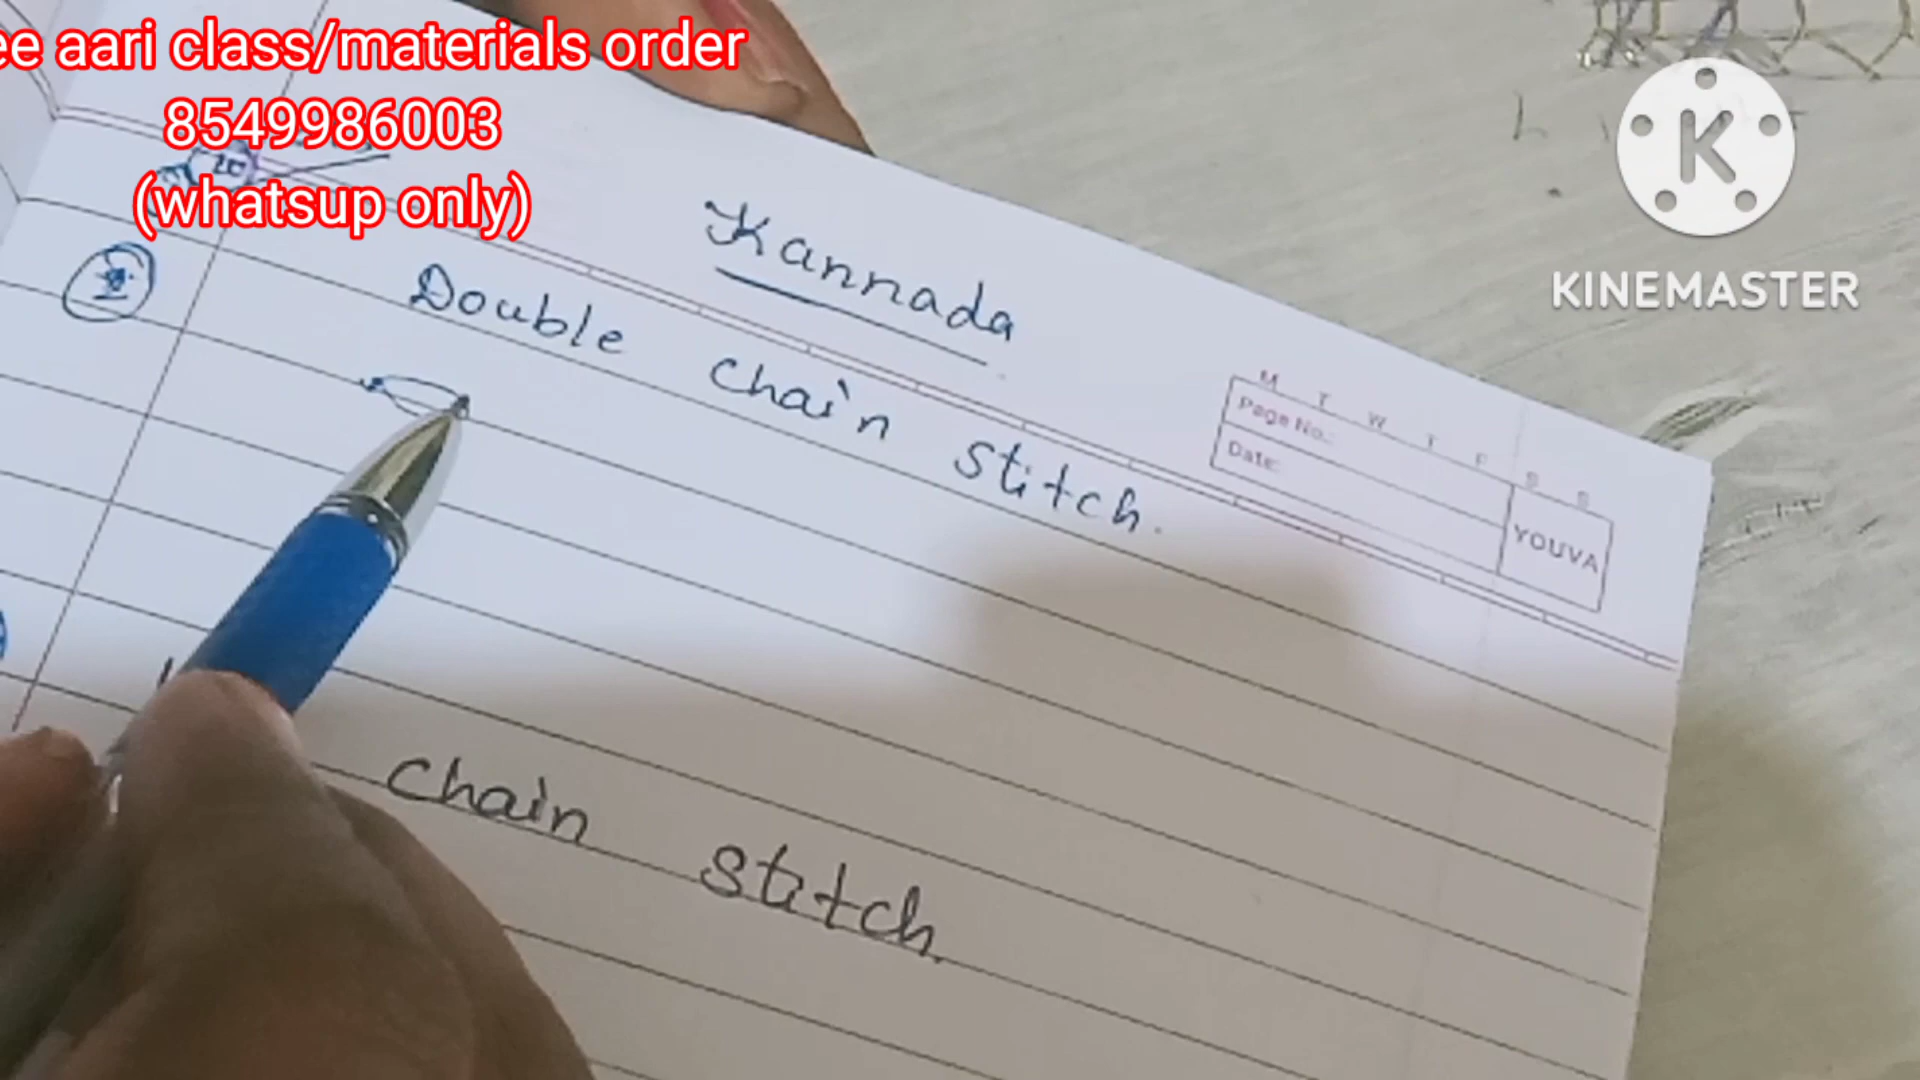 ee aari class/materials order
8549986003
(whatsup only)
KINEMASTER
20
Kannada
Double chain stitch.
M T W T F S S
Page No.:
Date:
YOUVA
chain stitch.